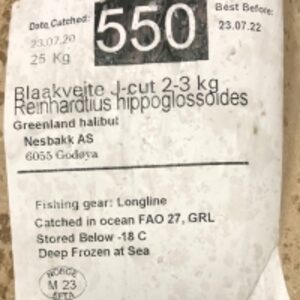 Date Catched:
23.07.20
25 Kg
550
Best Before:
23.07.22
Blaakveite J-cut 2-3 kg
Reinhardtius hippoglossoides
Greenland halibut
Nesbakk AS
6055 Godøya
Fishing gear: Longline
Catched in ocean FAO 27, GRL
Stored Below -18 C
Deep Frozen at Sea
NORGE
M 23
EFTA